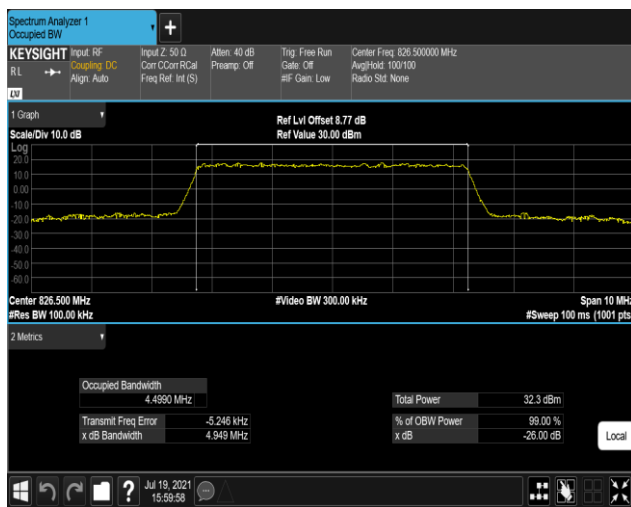 Spectrum Analyzer 1
Occupied BW
+
KEYSIGHT Input: RF Input Z: 50 Ω Atten: 40 dB Trig: Free Run Center Freq: 826.500000 MHz
RL Coupling: DC Corr CCorr RCal Preamp: Off Gate: Off Avg|Hold: 100/100
Align: Auto Freq Ref: Int (S) #IF Gain: Low Radio Std: None
LXI
1 Graph Ref Lvl Offset 8.77 dB
Scale/Div 10.0 dB Ref Value 30.00 dBm
Log
20.0
10.0
0.00
-10.0
-20.0
-30.0
-40.0
-50.0
-60.0
Center 826.500 MHz #Video BW 300.00 kHz Span 10 MHz
#Res BW 100.00 kHz #Sweep 100 ms (1001 pts
2 Metrics
Occupied Bandwidth
4.4990 MHz Total Power 32.3 dBm
Transmit Freq Error -5.246 kHz % of OBW Power 99.00 %
x dB Bandwidth 4.949 MHz x dB -26.00 dB
Local
? Jul 19, 2021
15:59:58